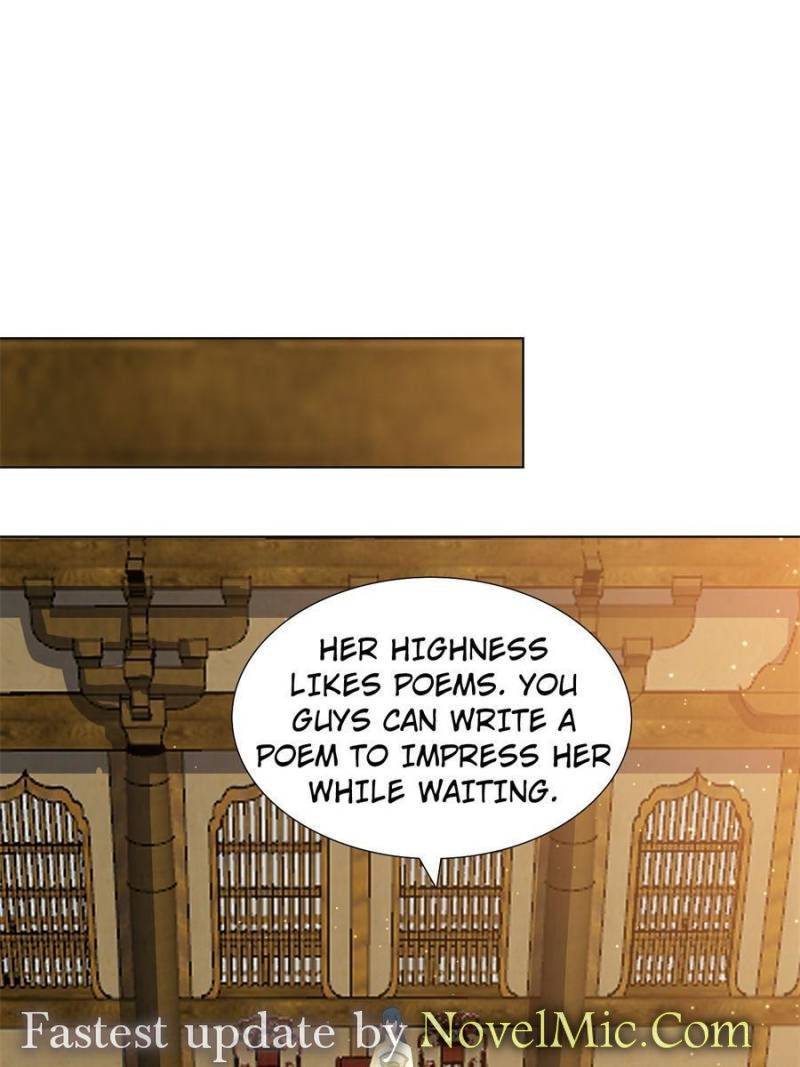 HER HIGHNESS
LIKES POEMS. YOU
GUYS CAN WRITE A
POEM TO IMPRESS HER
WHILE WAITING.
Fastest update by NovelMic.Com